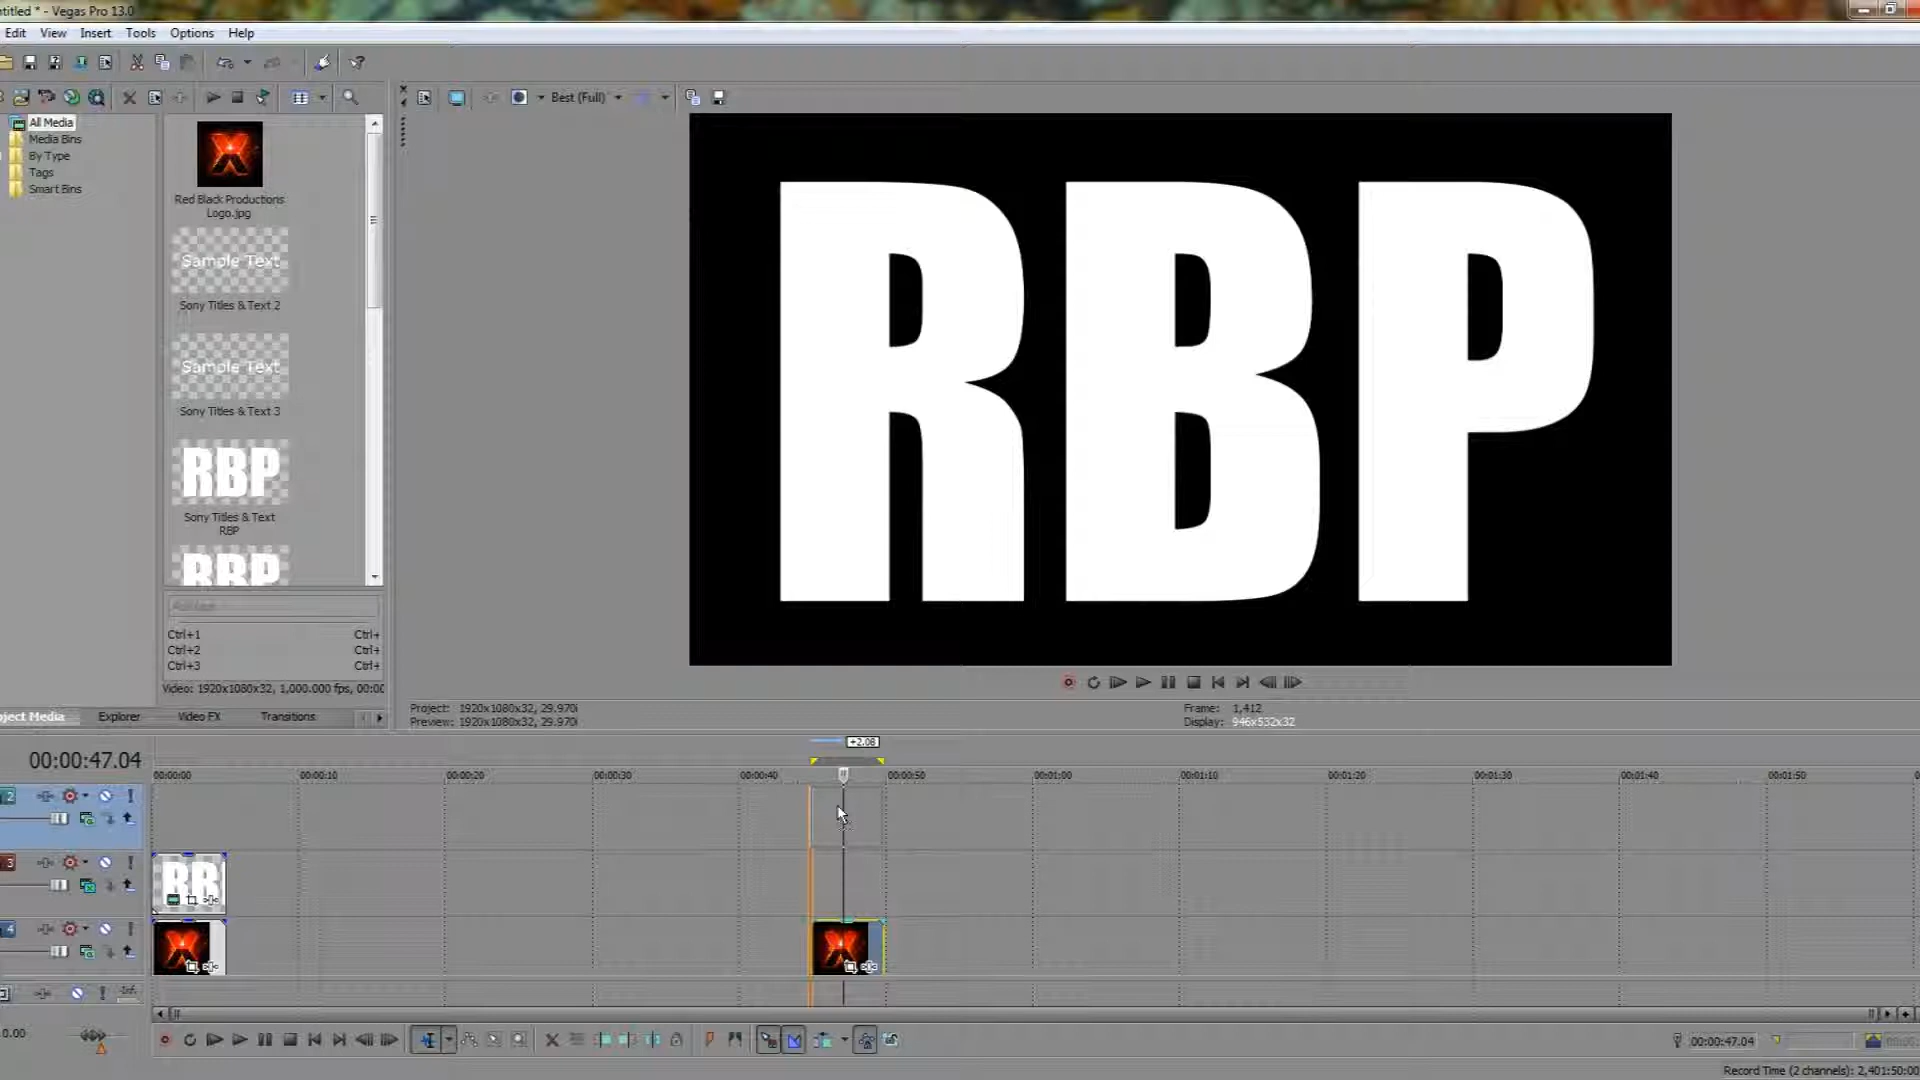 ntitled * - Vegas Pro 13.0
Edit View Insert Tools Options Help
Best (Full)
All Media
Media Bins
By Type
Tags
Smart Bins
Red Black Productions
Logo.jpg
Sample Text
Sony Titles & Text 2
Sample Text
Sony Titles & Text 3
RBP
Sony Titles & Text
RBP
RBP
Ctrl+1 Ctrl+
Ctrl+2 Ctrl+
Ctrl+3 Ctrl+
Video: 1920x1080x32, 1,000.000 fps, 00:00
oject Media Explorer Video FX Transitions
RBP
Project: 1920x1080x32, 29.970i
Preview: 1920x1080x32, 29.970i
Frame: 1,412
Display: 946x532x32
00:00:47.04
+2.08
00:00:00 00:00:10 00:00:20 00:00:30 00:00:40 00:00:50 00:01:00 00:01:10 00:01:20 00:01:30 00:01:40 00:01:50
2
3
4
-Inf.
0.00
00:00:47.04
Record Time (2 channels): 2,401:50:00